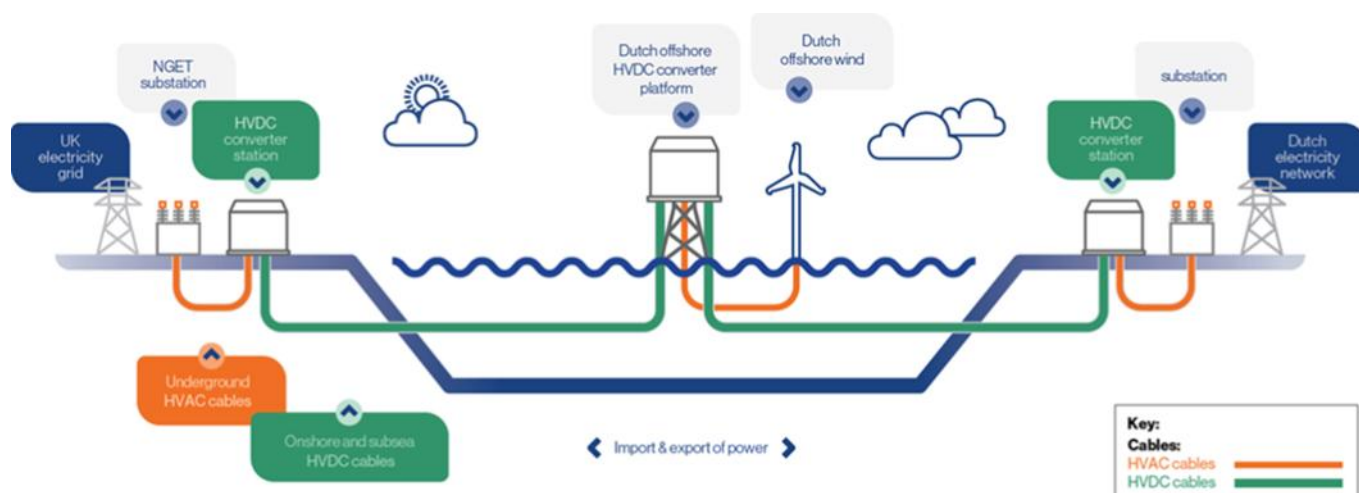 NGET
substation
HVDC
converter
station
UK
electricity
grid
Dutch offshore
HVDC converter
platform
Dutch
offshore wind
substation
HVDC
converter
station
Dutch
electricity
network
Underground
HVAC cables
Onshore and subsea
HVDC cables
Import & export of power
Key:
Cables:
HVAC cables
HVDC cables